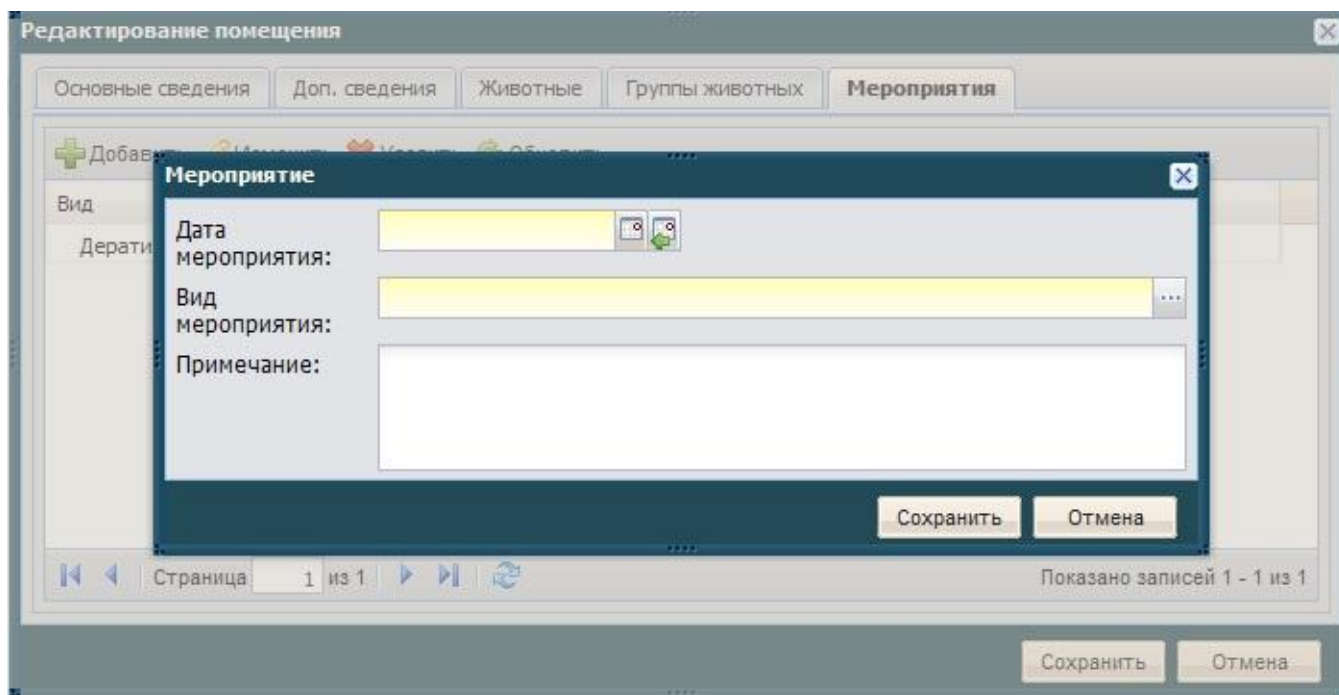 Редактирование помещения
Основные сведения Доп. сведения Животные Группы животных Мероприятия
Мероприятие
Вид
Дата
мероприятия:
Вид
мероприятия:
Примечание:
Сохранить Отмена
Страница 1 из 1 Показано записей 1 - 1 из 1
Сохранить Отмена